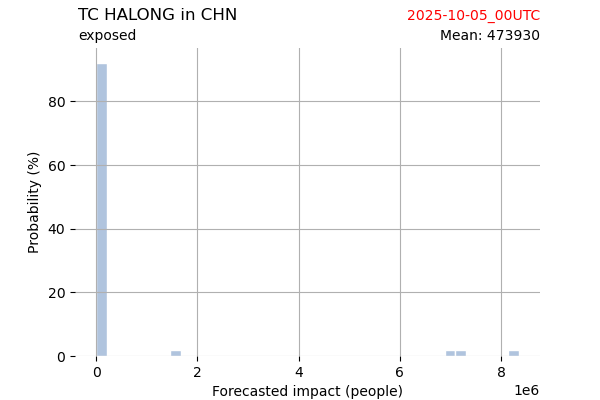 TC HALONG in CHN
2025-10-05_00UTC
exposed
Mean: 473930
Probability (%)
80
60
40
20
0
0 2 4 6 8
1e6
Forecasted impact (people)